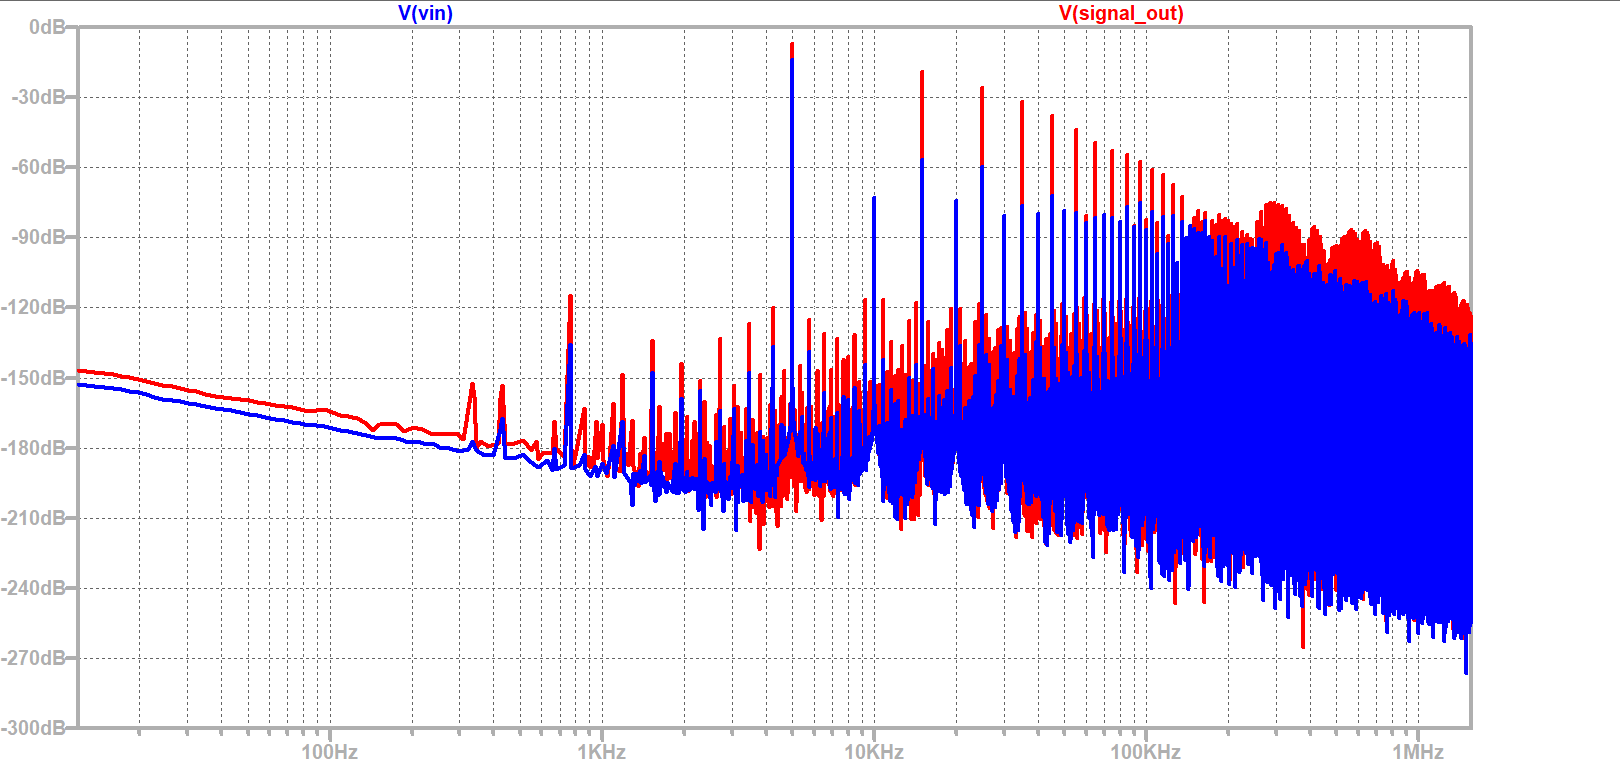 V(vin) V(signal_out)
0dB
-30dB
-60dB
-90dB
-120dB
-150dB
-180dB
-210dB
-240dB
-270dB
-300dB
100Hz 1KHz 10KHz 100KHz 1MHz